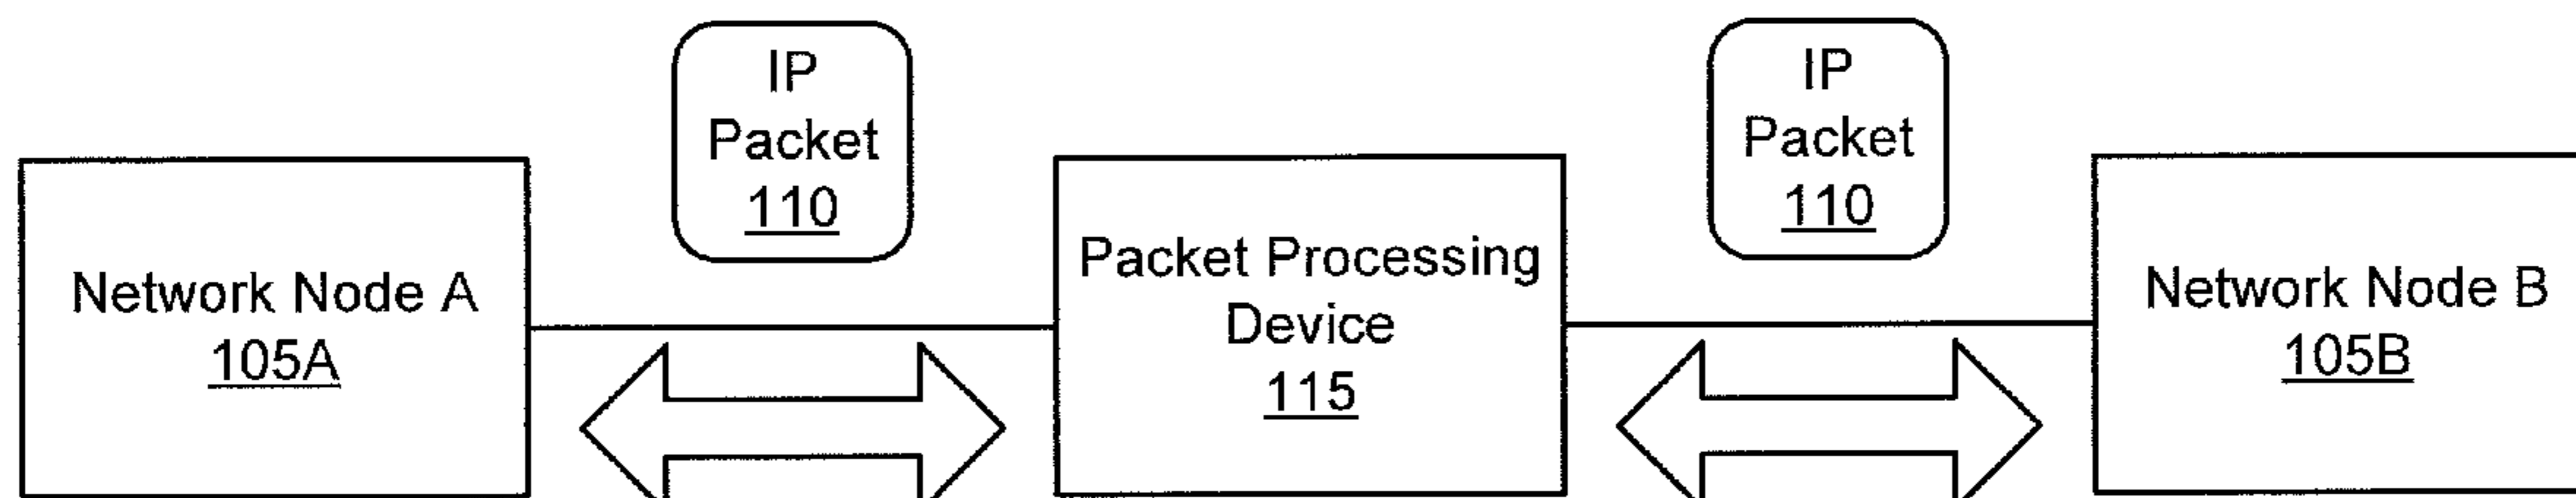 IP
Packet
110
IP
Packet
110
Network Node A
105A
Packet Processing
Device
115
Network Node B
105B